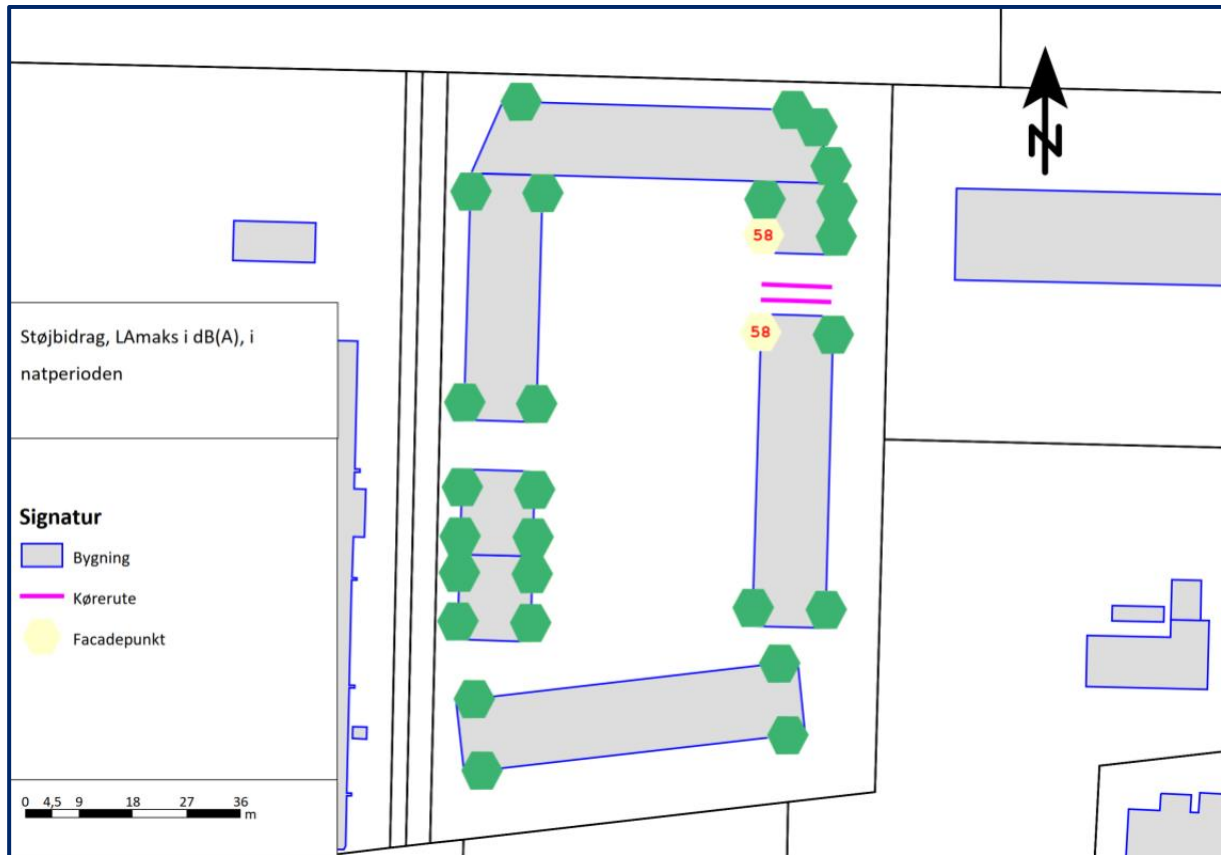 N
58
58
Støjbidrag, LAmaks i dB(A), i
natperioden
Signatur
Bygning
Kørerute
Facadepunkt
0 4,5 9 18 27 36
m